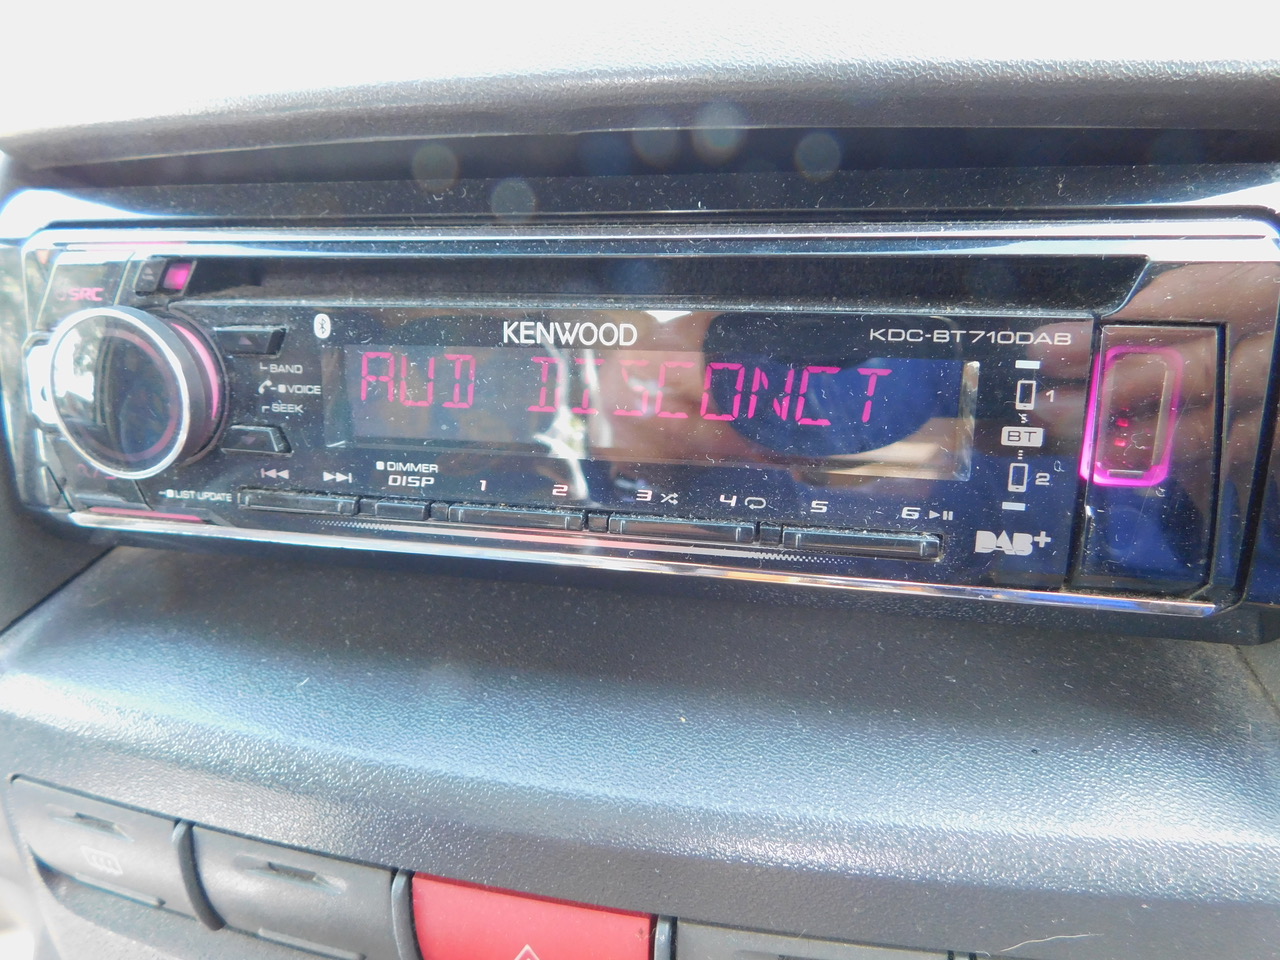 SRC
KENWOOD
KDC-BT710DAB
AUD DISCONCT
BAND
VOICE
SEEK
1
BT
2
DIMMER
DISP
1
2
3
4
5
6
LIST UPDATE
DAB+